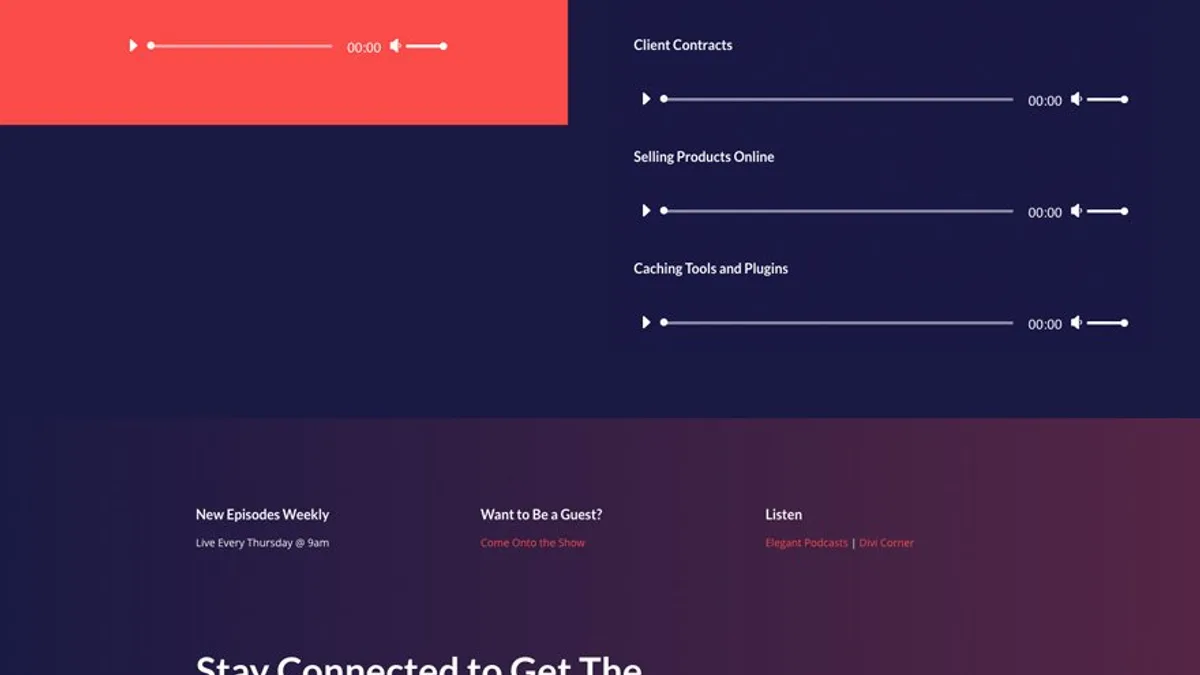 00:00
Client Contracts
00:00
Selling Products Online
00:00
Caching Tools and Plugins
00:00
New Episodes Weekly
Live Every Thursday @ 9am
Want to Be a Guest?
Come Onto the Show
Listen
Elegant Podcasts | Divi Corner
Stay Connected to Get The